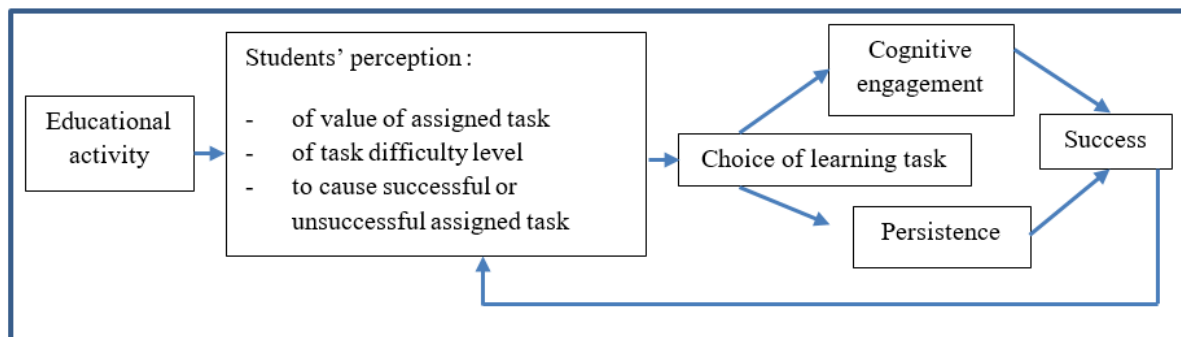 Educational
activity
Students’ perception :
- of value of assigned task
- of task difficulty level
- to cause successful or
unsuccessful assigned task
Choice of learning task
Cognitive
engagement
Persistence
Success